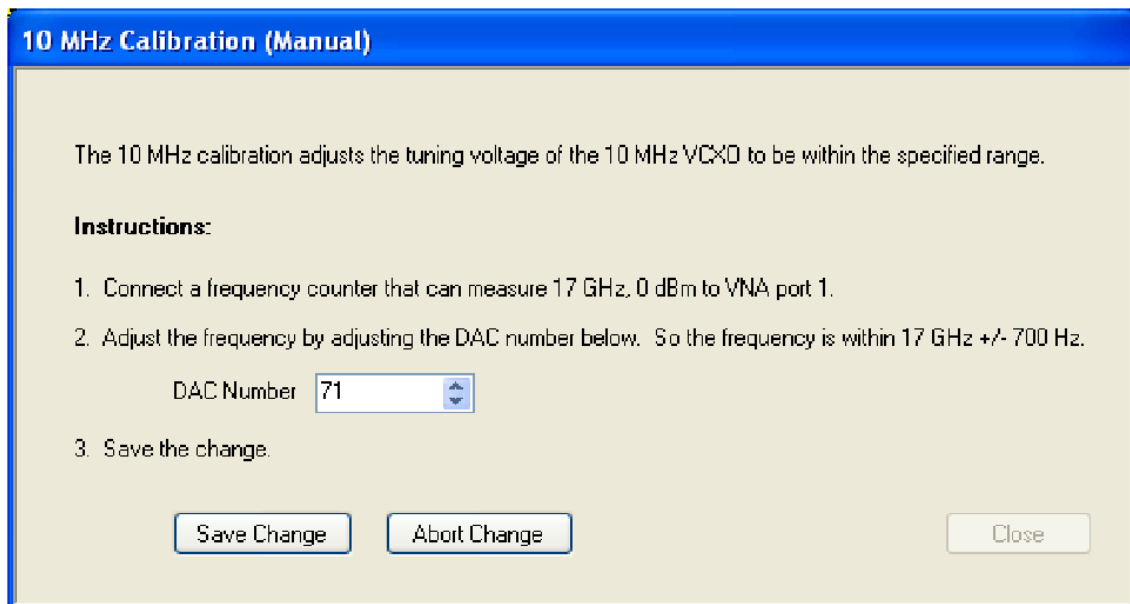 10 MHz Calibration (Manual)
The 10 MHz calibration adjusts the tuning voltage of the 10 MHz VCXO to be within the specified range.
Instructions:
1. Connect a frequency counter that can measure 17 GHz, 0 dBm to VNA port 1.
2. Adjust the frequency by adjusting the DAC number below. So the frequency is within 17 GHz +/- 700 Hz.
DAC Number 71
3. Save the change.
Save Change Abort Change Close